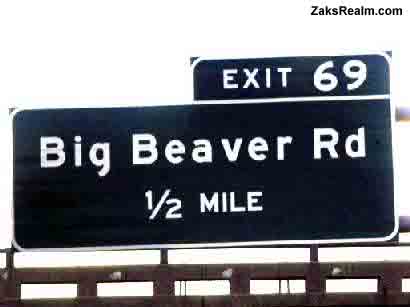 ZaksRealm.com
EXIT 69
Big Beaver Rd
1/2 MILE